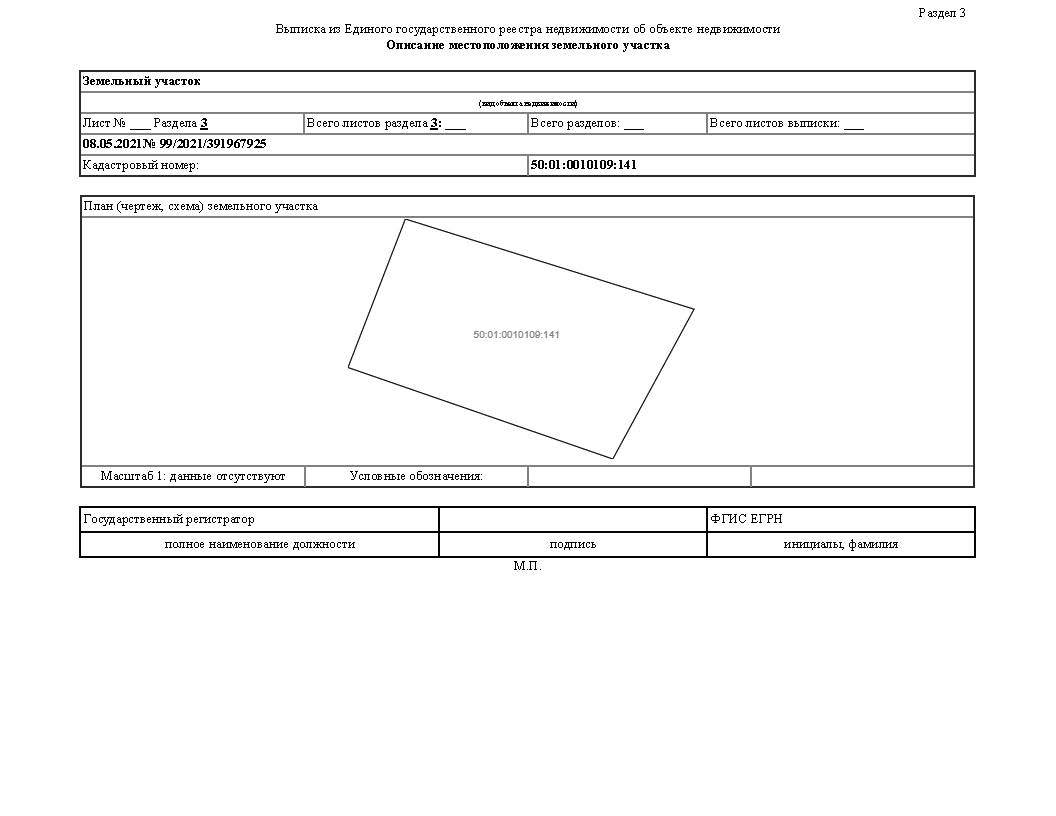 Раздел 3
Выписка из Единого государственного реестра недвижимости об объекте недвижимости
Описание местоположения земельного участка
Земельный участок
(вид объекта недвижимости)
Лист № ___ Раздела 3 Всего листов раздела 3: ___ Всего разделов: ___ Всего листов выписки: ___
08.05.2021№ 99/2021/391967925
Кадастровый номер: 50:01:0010109:141
План (чертеж, схема) земельного участка
50:01:0010109:141
Масштаб 1: данные отсутствуют Условные обозначения:
Государственный регистратор ФГИС ЕГРН
полное наименование должности подпись инициалы, фамилия
М.П.